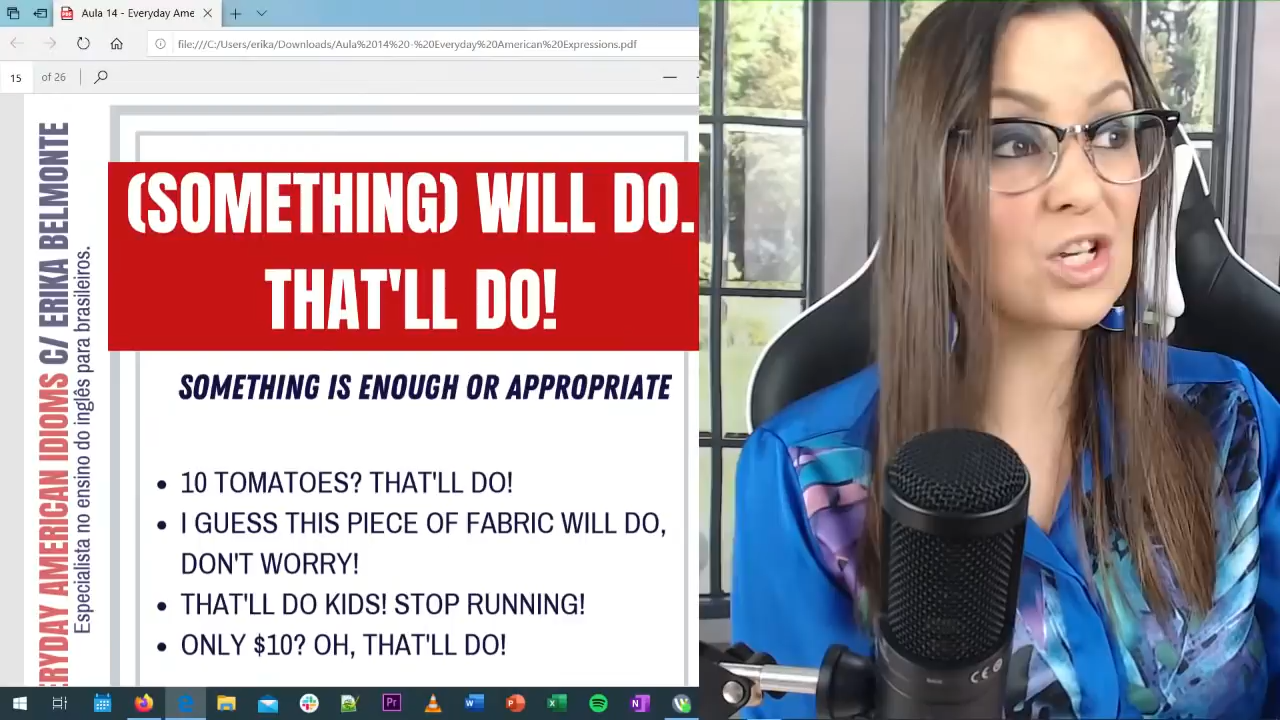 Aula 14 - Everyday Ame
file:///C:/Users/erika/Downloads/Aula%2014%20-%20Everyday%20American%20Expressions.pdf
15 of 26
EVERYDAY AMERICAN IDIOMS C/ ERIKA BELMONTE
Especialista no ensino do inglês para brasileiros.
(SOMETHING) WILL DO.
THAT'LL DO!
SOMETHING IS ENOUGH OR APPROPRIATE
• 10 TOMATOES? THAT'LL DO!
• I GUESS THIS PIECE OF FABRIC WILL DO,
DON'T WORRY!
• THAT'LL DO KIDS! STOP RUNNING!
• ONLY $10? OH, THAT'LL DO!
CE